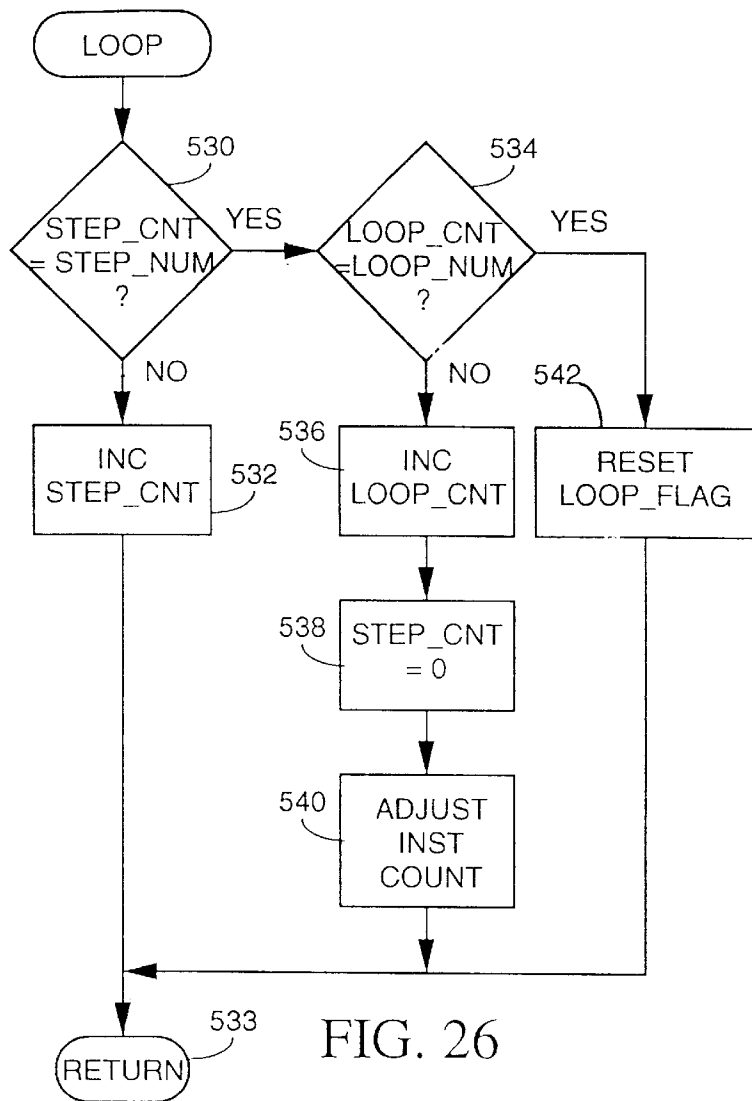 LOOP
530
STEP_CNT
= STEP_NUM
?
YES
NO
534
LOOP_CNT
=LOOP_NUM
?
YES
NO
INC
STEP_CNT
532
536
INC
LOOP_CNT
542
RESET
LOOP_FLAG
538
STEP_CNT
= 0
540
ADJUST
INST
COUNT
533
RETURN
FIG. 26